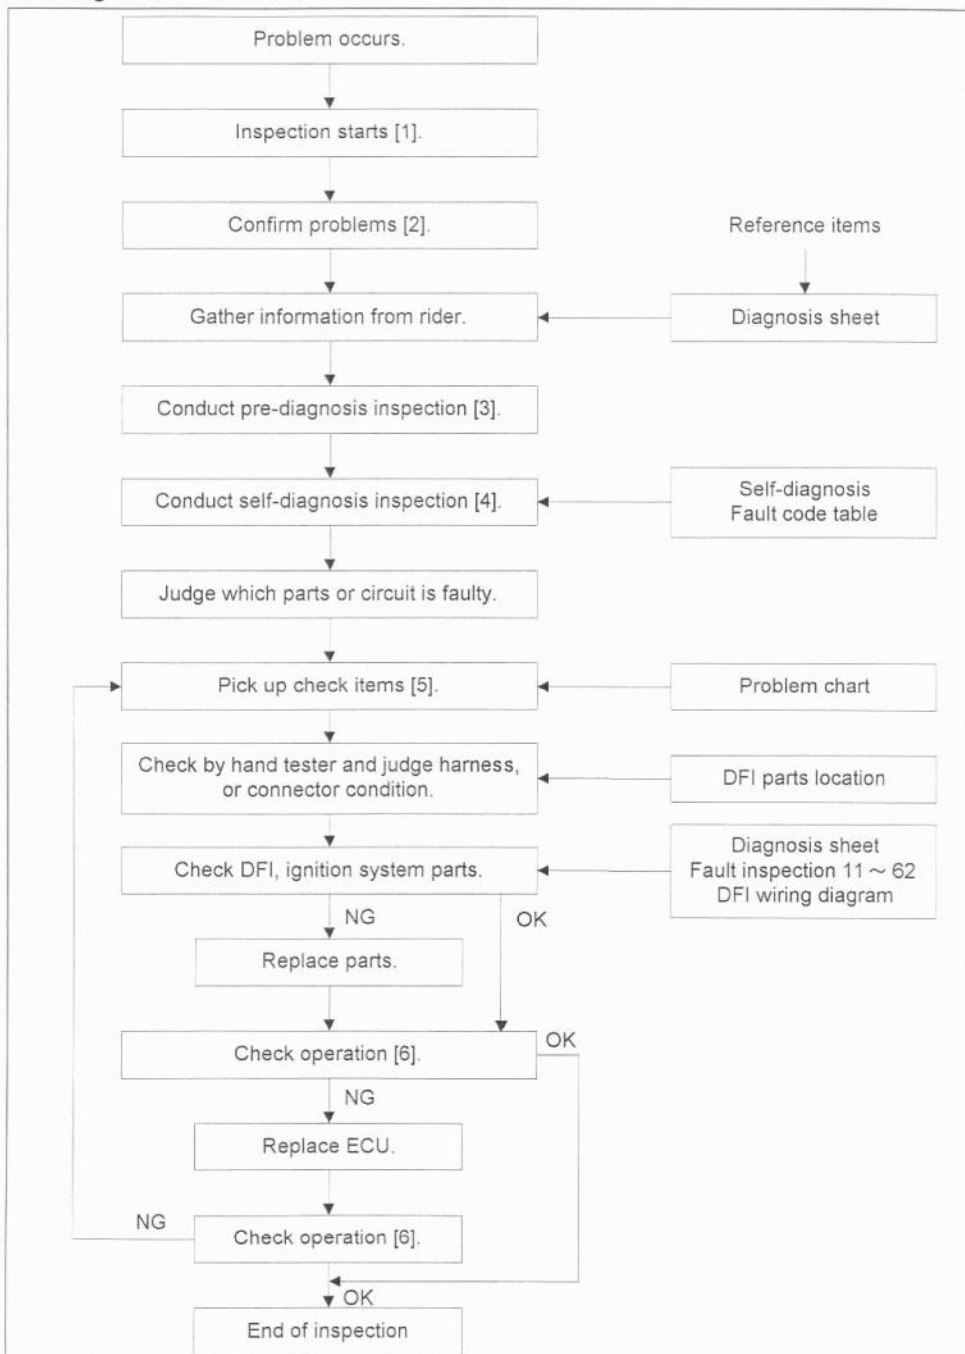 Problem occurs.
Inspection starts [1].
Confirm problems [2].
Reference items
Gather information from rider.
Diagnosis sheet
Conduct pre-diagnosis inspection [3].
Conduct self-diagnosis inspection [4].
Self-diagnosis
Fault code table
Judge which parts or circuit is faulty.
Pick up check items [5].
Problem chart
Check by hand tester and judge harness,
or connector condition.
DFI parts location
Check DFI, ignition system parts.
Diagnosis sheet
Fault inspection 11 ~ 62
DFI wiring diagram
NG
OK
Replace parts.
Check operation [6].
OK
NG
Replace ECU.
NG
Check operation [6].
OK
End of inspection